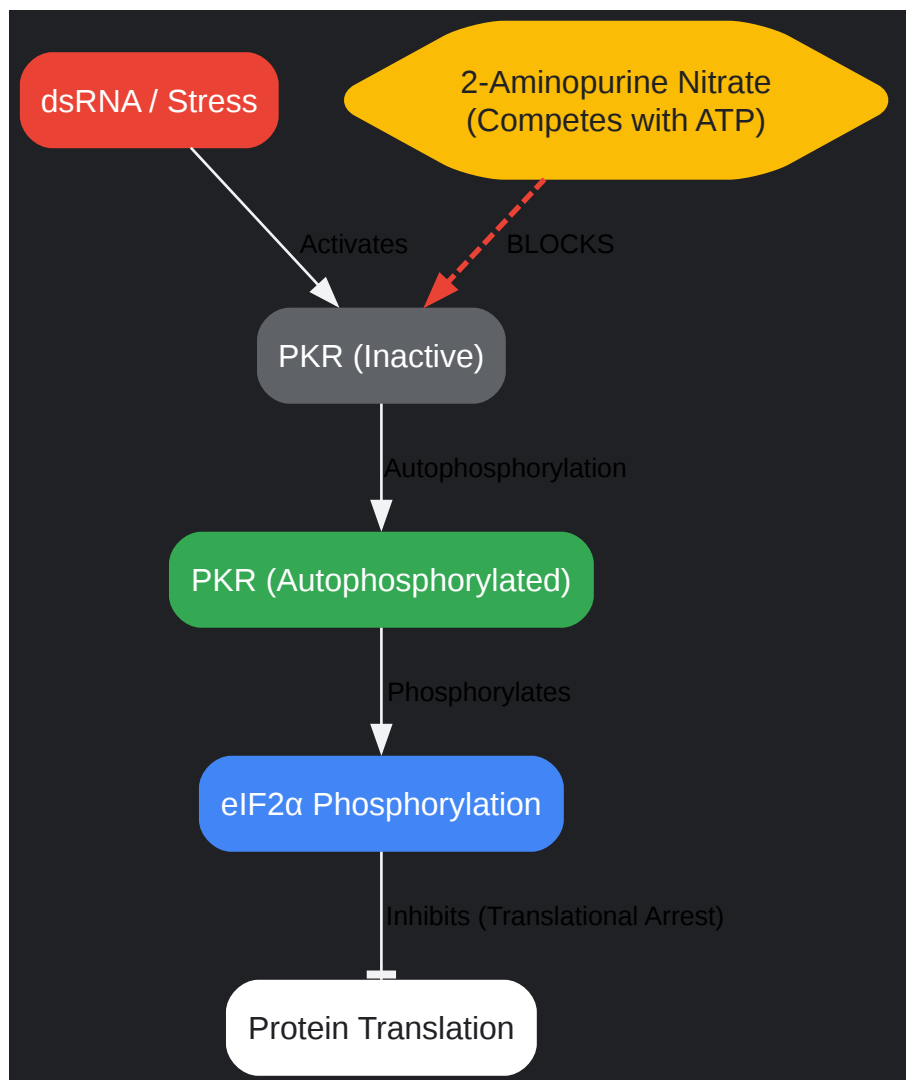 dsRNA / Stress
2-Aminopurine Nitrate
(Competes with ATP)
Activates
BLOCKS
PKR (Inactive)
Autophosphorylation
PKR (Autophosphorylated)
Phosphorylates
eIF2α Phosphorylation
Inhibits (Translational Arrest)
Protein Translation